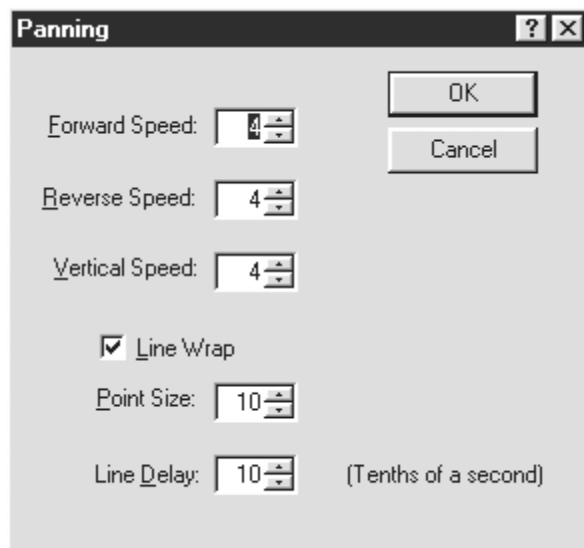 Panning
OK
Forward Speed: 4
Cancel
Reverse Speed: 4
Vertical Speed: 4
Line Wrap
Point Size: 10
Line Delay: 10 (Tenths of a second)